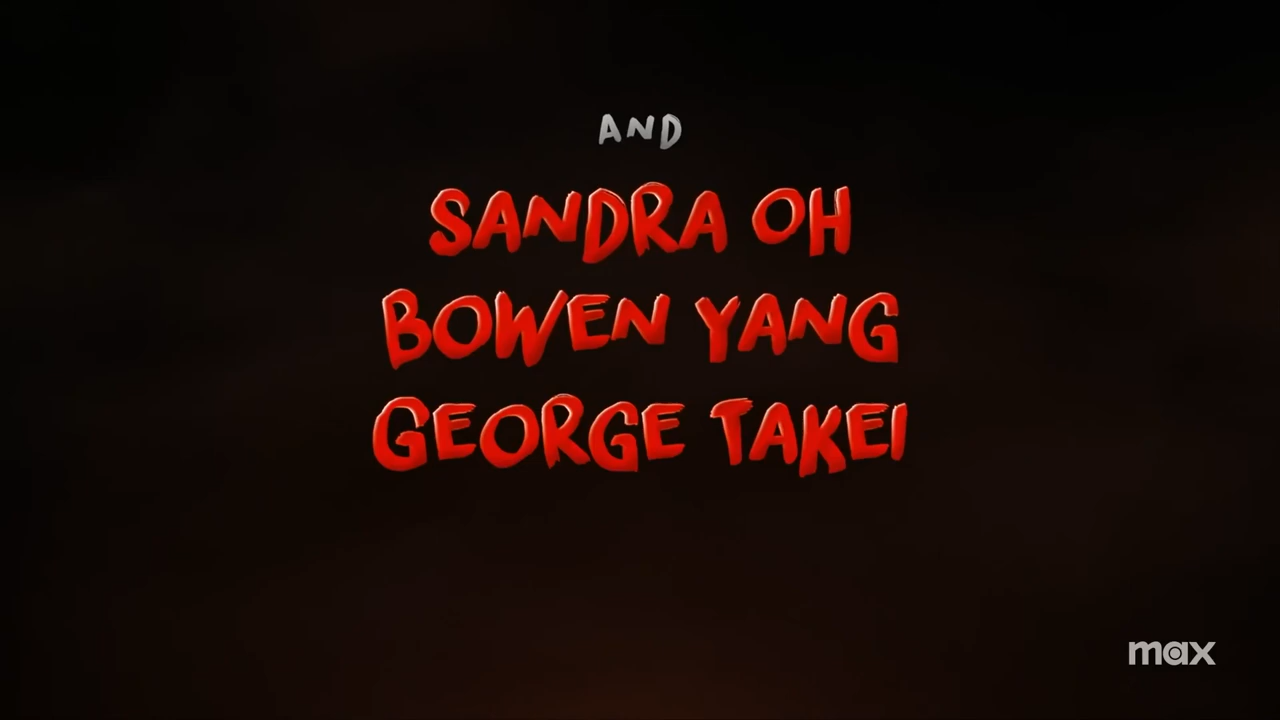 AND
SANDRA OH
BOWEN YANG
GEORGE TAKEI
max